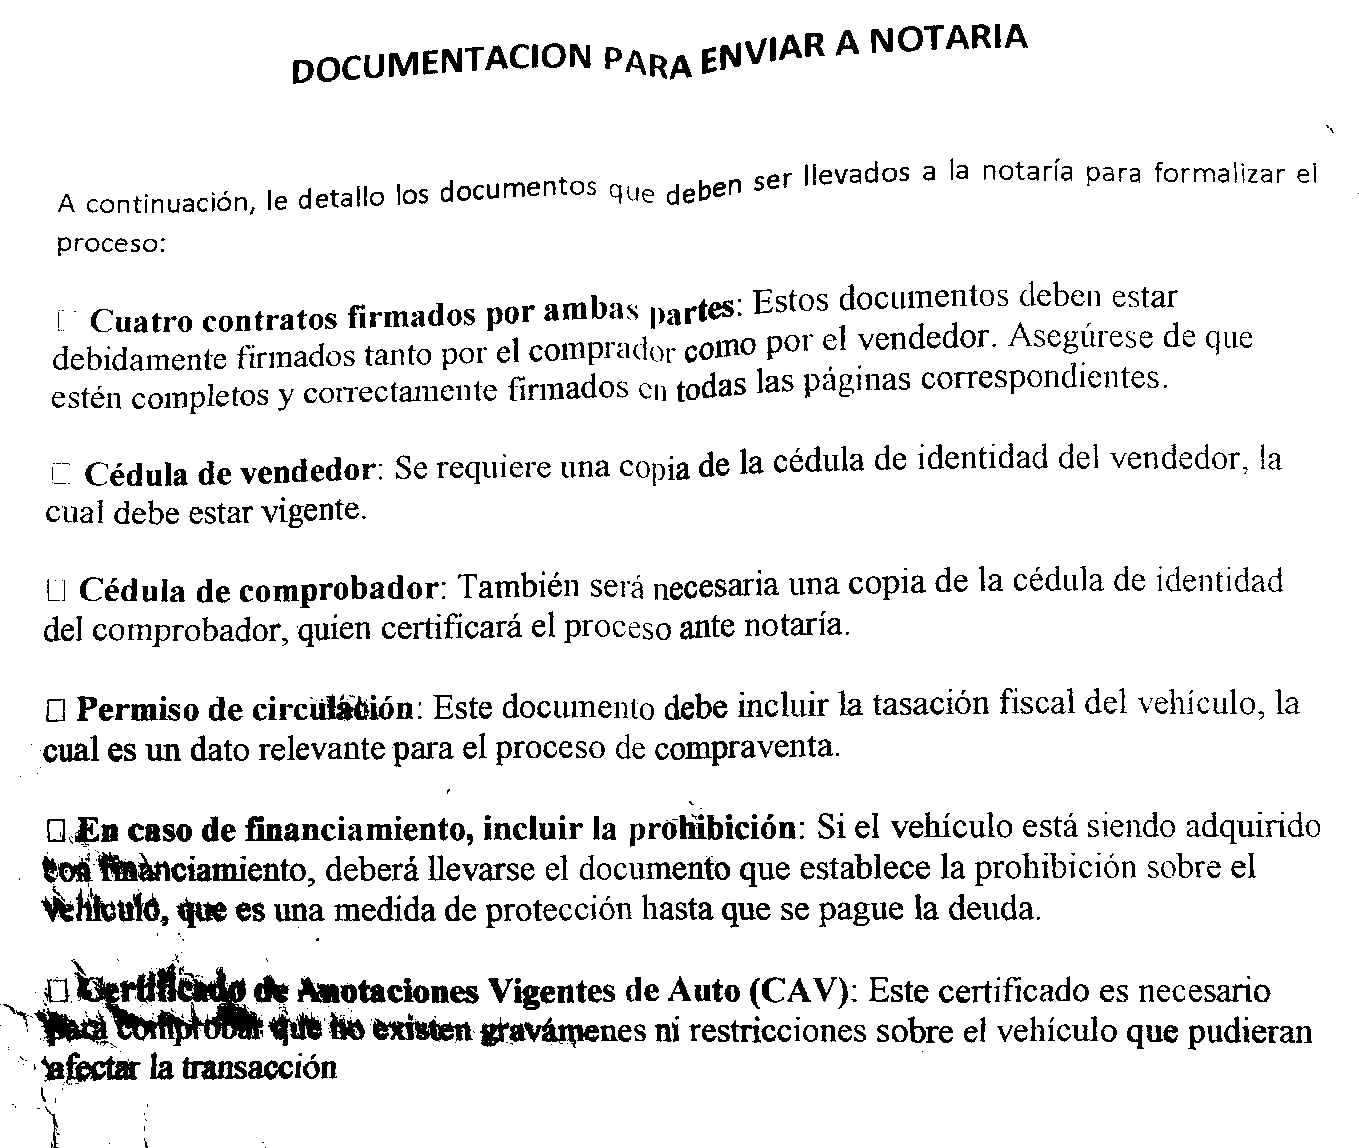 DOCUMENTACION PARA ENVIAR A NOTARIA
A continuación, le detallo los documentos que deben ser llevados a la notaría para formalizar el
proceso:
☐ Cuatro contratos firmados por ambas partes: Estos documentos deben estar
debidamente firmados tanto por el comprador como por el vendedor. Asegúrese de que
estén completos y correctamente firmados en todas las páginas correspondientes.
☐ Cédula de vendedor: Se requiere una copia de la cédula de identidad del vendedor, la
cual debe estar vigente.
☐ Cédula de comprobador: También será necesaria una copia de la cédula de identidad
del comprobador, quien certificará el proceso ante notaría.
☐ Permiso de circulación: Este documento debe incluir la tasación fiscal del vehículo, la
cual es un dato relevante para el proceso de compraventa.
☐ En caso de financiamiento, incluir la prohibición: Si el vehículo está siendo adquirido
con financiamiento, deberá llevarse el documento que establece la prohibición sobre el
vehículo, que es una medida de protección hasta que se pague la deuda.
☐ Certificado de Anotaciones Vigentes de Auto (CAV): Este certificado es necesario
para comprobar que no existen gravámenes ni restricciones sobre el vehículo que pudieran
afectar la transacción